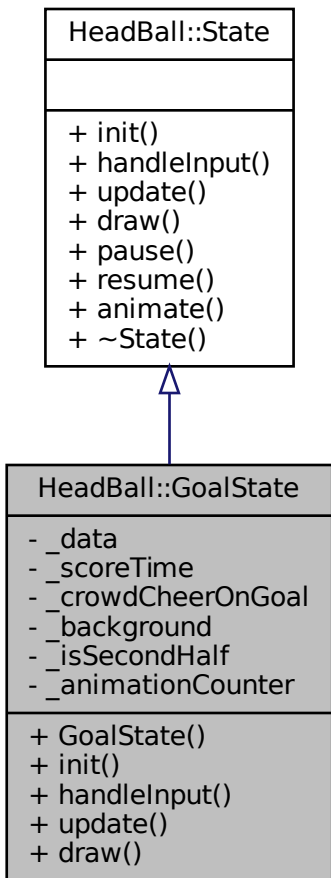 HeadBall::State
+ init()
+ handleInput()
+ update()
+ draw()
+ pause()
+ resume()
+ animate()
+ ~State()
HeadBall::GoalState
- _data
- _scoreTime
- _crowdCheerOnGoal
- _background
- _isSecondHalf
- _animationCounter
+ GoalState()
+ init()
+ handleInput()
+ update()
+ draw()